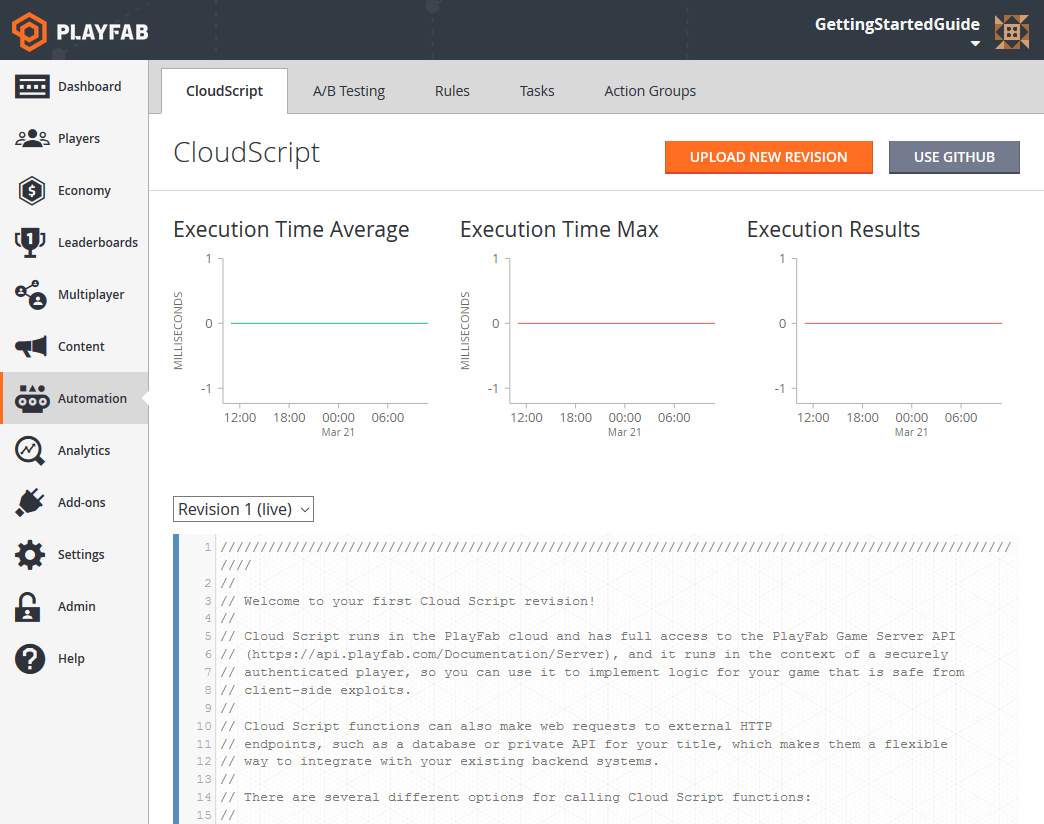 PLAYFAB
GettingStartedGuide
Dashboard
Players
Economy
Leaderboards
Multiplayer
Content
Automation
Analytics
Add-ons
Settings
Admin
Help
CloudScript A/B Testing Rules Tasks Action Groups
CloudScript
UPLOAD NEW REVISION USE GITHUB
Execution Time Average
MILLISECONDS
1
0
-1
12:00 18:00 00:00 06:00
Mar 21
Execution Time Max
MILLISECONDS
1
0
-1
12:00 18:00 00:00 06:00
Mar 21
Execution Results
1
0
-1
12:00 18:00 00:00 06:00
Mar 21
Revision 1 (live)
1 ///////////////////////////////////////////////////////////////////////////////////////////////////
////
2 //
3 // Welcome to your first Cloud Script revision!
4 //
5 // Cloud Script runs in the PlayFab cloud and has full access to the PlayFab Game Server API
6 // (https://api.playfab.com/Documentation/Server), and it runs in the context of a securely
7 // authenticated player, so you can use it to implement logic for your game that is safe from
8 // client-side exploits.
9 //
10 // Cloud Script functions can also make web requests to external HTTP
11 // endpoints, such as a database or private API for your title, which makes them a flexible
12 // way to integrate with your existing backend systems.
13 //
14 // There are several different options for calling Cloud Script functions:
15 //